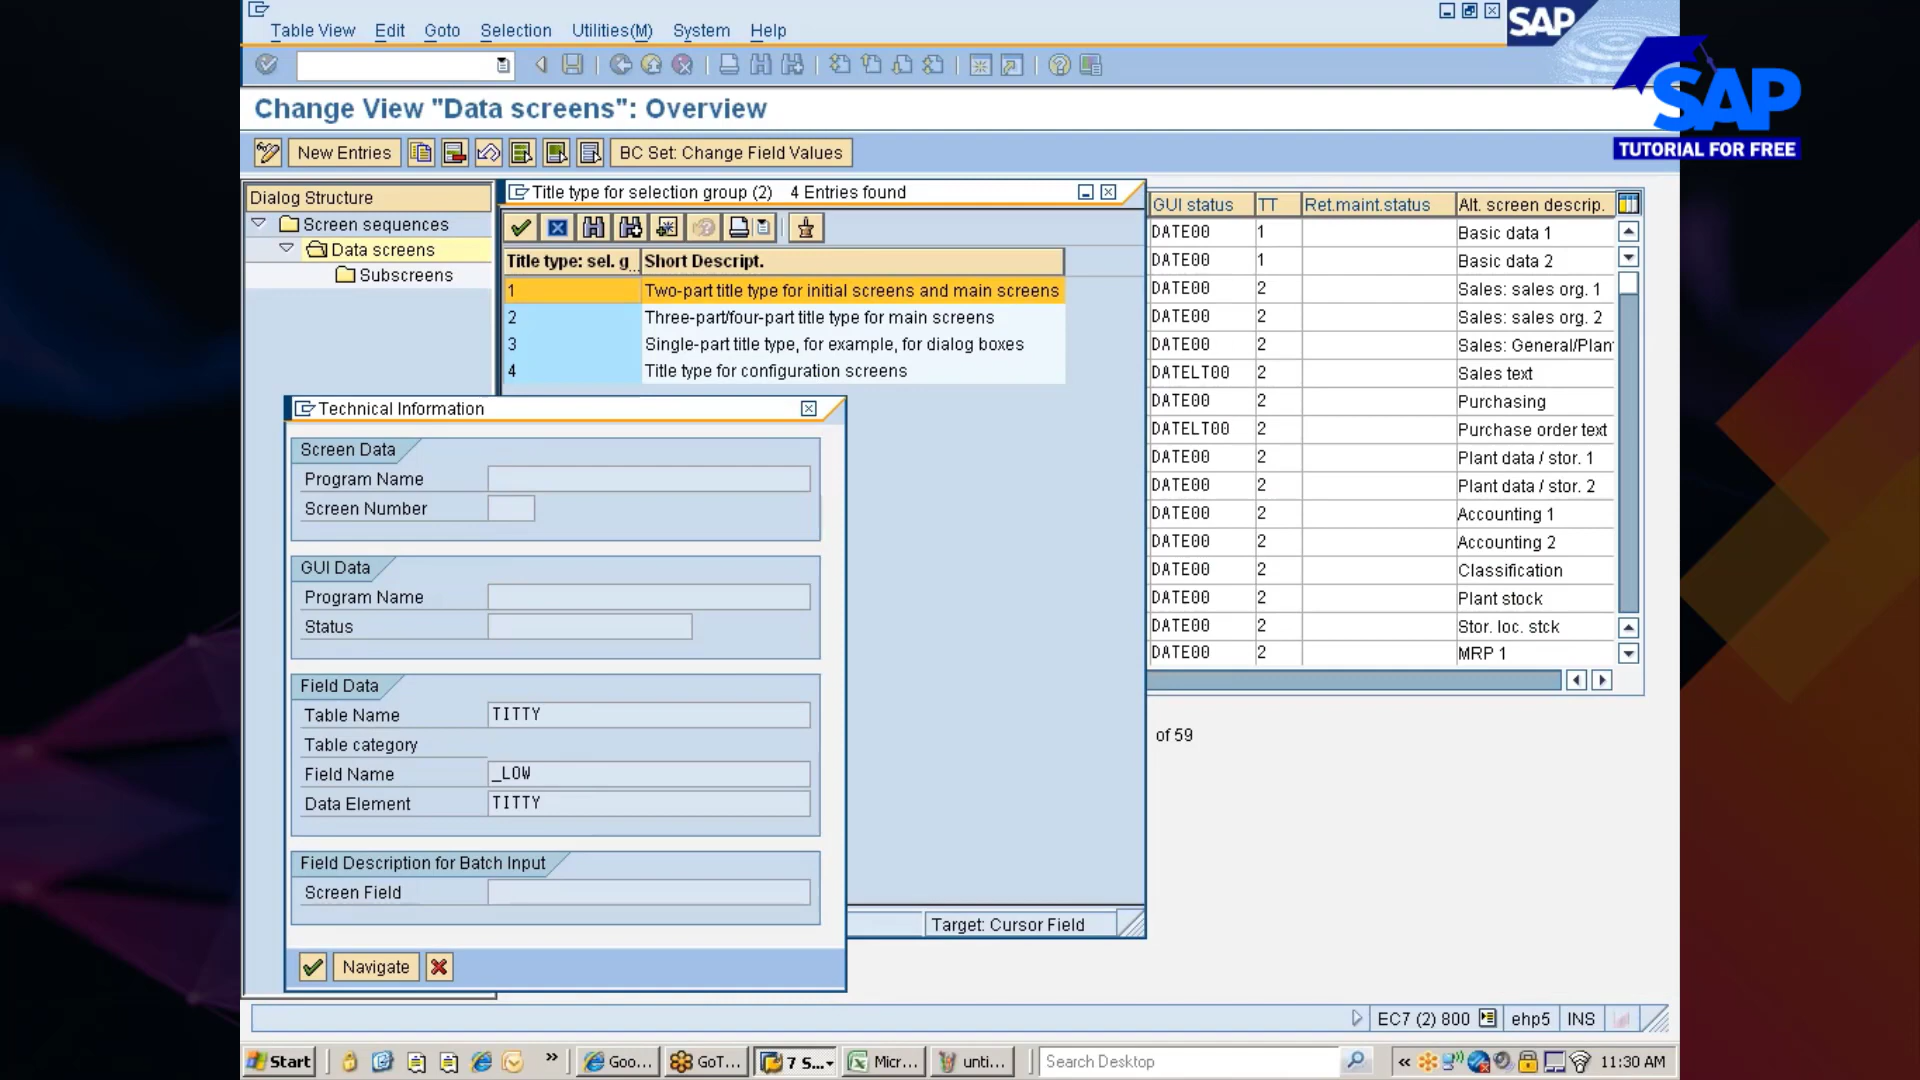 Table View Edit Goto Selection Utilities(M) System Help
SAP
SAP
TUTORIAL FOR FREE
Change View "Data screens": Overview
New Entries
BC Set: Change Field Values
Dialog Structure
Screen sequences
Data screens
Subscreens
Title type for selection group (2) 4 Entries found
Title type: sel. g.. Short Descript.
1 Two-part title type for initial screens and main screens
2 Three-part/four-part title type for main screens
3 Single-part title type, for example, for dialog boxes
4 Title type for configuration screens
GUI status TT Ret.maint.status Alt. screen descrip.
DATE00 1 Basic data 1
DATE00 1 Basic data 2
DATE00 2 Sales: sales org. 1
DATE00 2 Sales: sales org. 2
DATE00 2 Sales: General/Plan
DATELT00 2 Sales text
DATE00 2 Purchasing
DATELT00 2 Purchase order text
DATE00 2 Plant data / stor. 1
DATE00 2 Plant data / stor. 2
DATE00 2 Accounting 1
DATE00 2 Accounting 2
DATE00 2 Classification
DATE00 2 Plant stock
DATE00 2 Stor. loc. stck
DATE00 2 MRP 1
of 59
Technical Information
Screen Data
Program Name
Screen Number
GUI Data
Program Name
Status
Field Data
Table Name TITTY
Table category
Field Name _LOW
Data Element TITTY
Field Description for Batch Input
Screen Field
Navigate
Target: Cursor Field
EC7 (2) 800 ehp5 INS
Start » Goo... GoT... 7 S... Micr... unti... Search Desktop « 11:30 AM